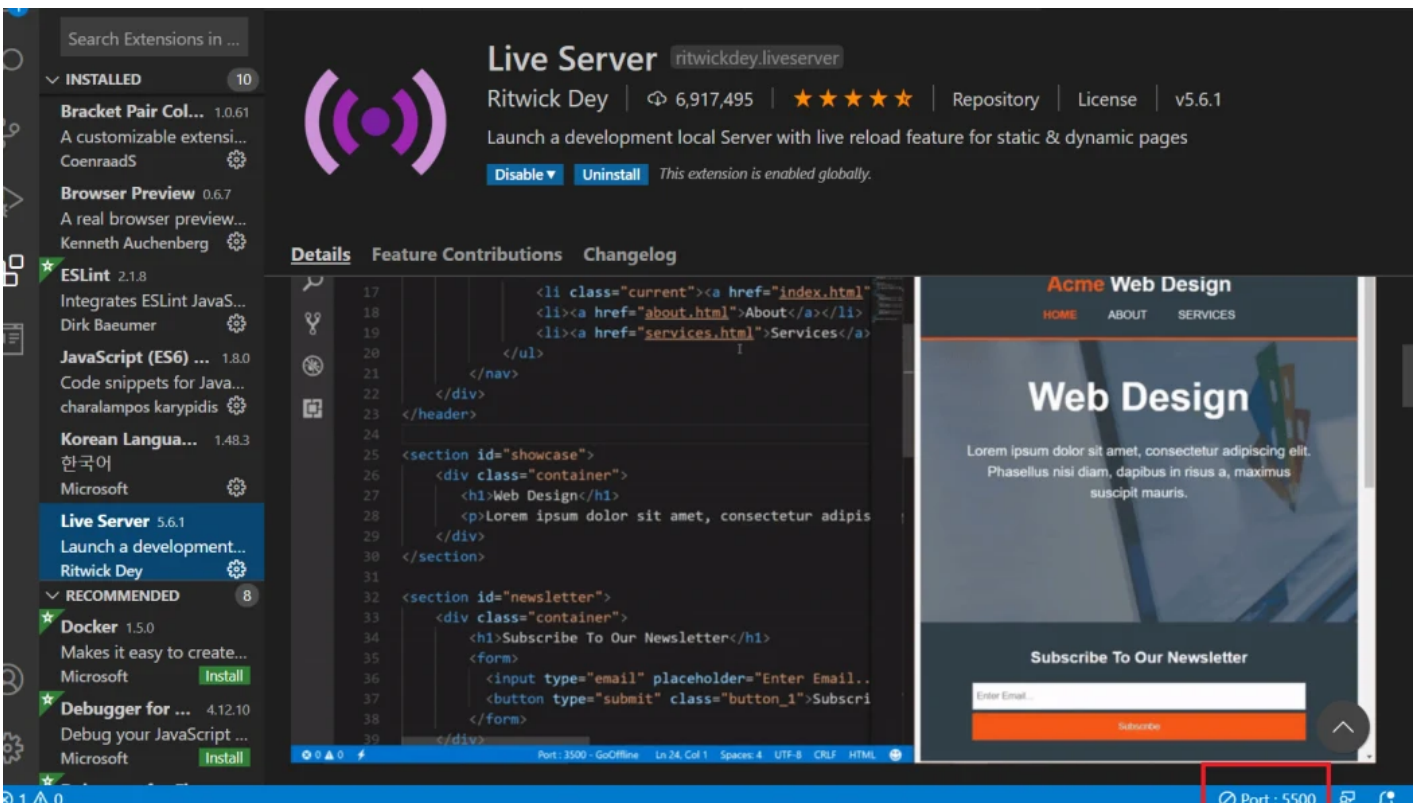 Search Extensions in ...
INSTALLED 10
Bracket Pair Col... 1.0.61
A customizable extensi...
CoenraadS
Browser Preview 0.6.7
A real browser preview...
Kenneth Auchenberg
ESLint 2.1.8
Integrates ESLint JavaS...
Dirk Baeumer
JavaScript (ES6) ... 1.8.0
Code snippets for Java...
charalampos karypidis
Korean Langua... 1.48.3
한국어
Microsoft
Live Server 5.6.1
Launch a development...
Ritwick Dey
RECOMMENDED 8
Docker 1.5.0
Makes it easy to create...
Microsoft Install
Debugger for ... 4.12.10
Debug your JavaScript ...
Microsoft Install
Live Server ritwickdey.liveserver
Ritwick Dey 6,917,495 Repository License v5.6.1
Launch a development local Server with live reload feature for static & dynamic pages
Disable Uninstall This extension is enabled globally.
Details Feature Contributions Changelog
17 <li class="current"><a href="index.html"
18 <li><a href="about.html">About</a></li>
19 <li><a href="services.html">Services</a>
20 </ul>
21 </nav>
22 </div>
23 </header>
24
25 <section id="showcase">
26 <div class="container">
27 <h1>Web Design</h1>
28 <p>Lorem ipsum dolor sit amet, consectetur adipis
29 </div>
30 </section>
31
32 <section id="newsletter">
33 <div class="container">
34 <h1>Subscribe To Our Newsletter</h1>
35 <form>
36 <input type="email" placeholder="Enter Email..
37 <button type="submit" class="button_1">Subscri
38 </form>
39 </div>
0 0 Port : 3500 - GoOffline Ln 24, Col 1 Spaces: 4 UTF-8 CRLF HTML
Acme Web Design
HOME ABOUT SERVICES
Web Design
Lorem ipsum dolor sit amet, consectetur adipiscing elit.
Phasellus nisi diam, dapibus in risus a, maximus
suscipit mauris.
Subscribe To Our Newsletter
Enter Email...
Subscribe
1 0 Port : 5500